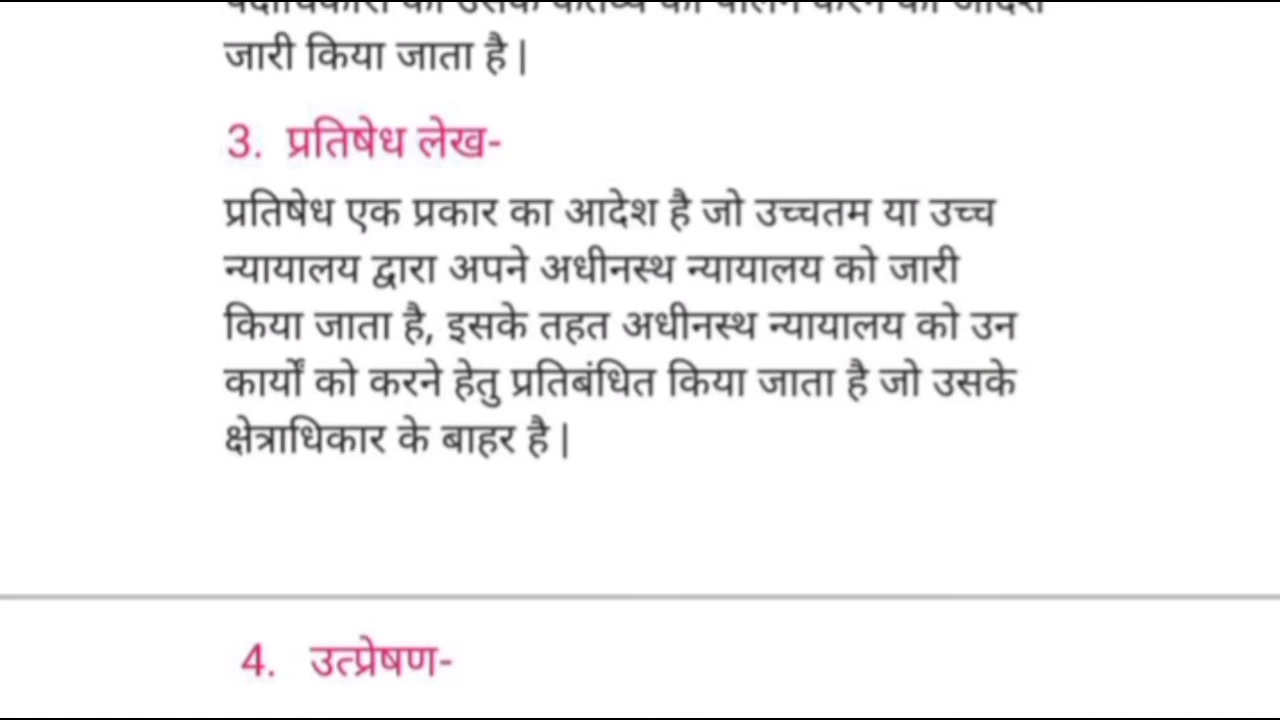 जारी किया जाता है |
3. प्रतिषेध लेख-
प्रतिषेध एक प्रकार का आदेश है जो उच्चतम या उच्च
न्यायालय द्वारा अपने अधीनस्थ न्यायालय को जारी
किया जाता है, इसके तहत अधीनस्थ न्यायालय को उन
कार्यों को करने हेतु प्रतिबंधित किया जाता है जो उसके
क्षेत्राधिकार के बाहर है |
4. उत्प्रेषण-